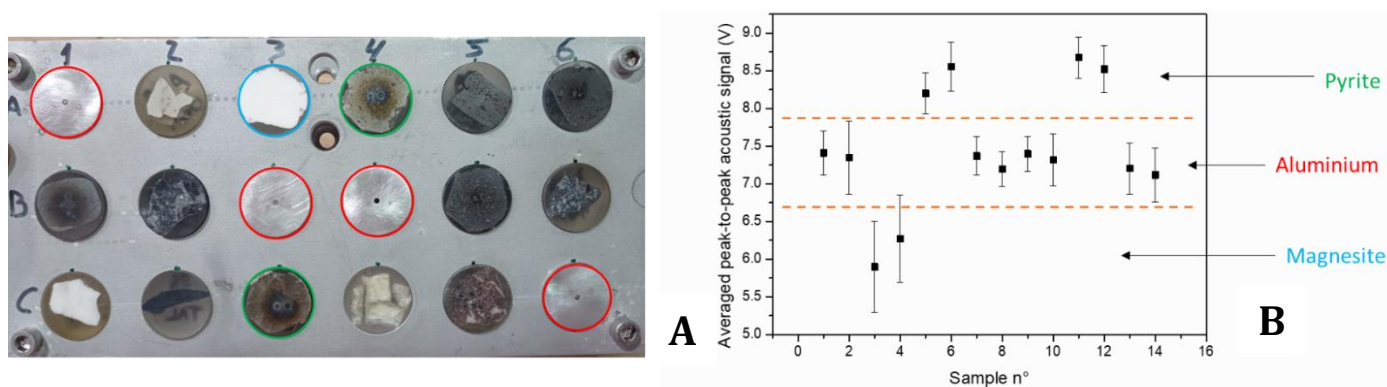 1 2 3 4 5 6
A
B
C
TAL
A
Averaged peak-to-peak acoustic signal (V)
9.0
8.5
8.0
7.5
7.0
6.5
6.0
5.5
5.0
0 2 4 6 8 10 12 14 16
Sample n°
Pyrite
Aluminium
Magnesite
B